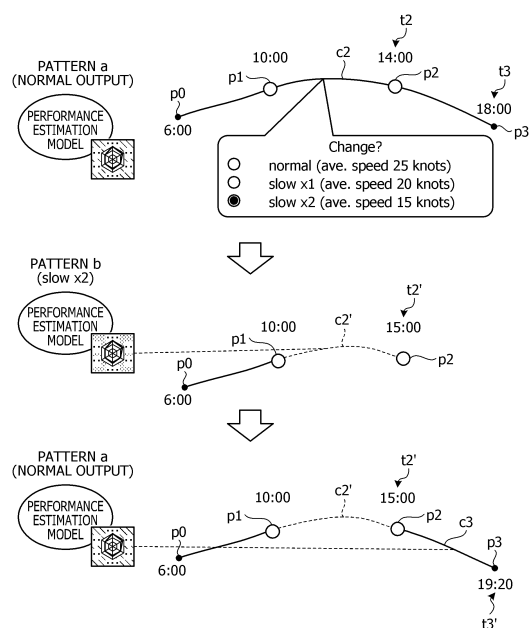 t2
10:00
c2
14:00
PATTERN a
(NORMAL OUTPUT)
p1
p2
t3
p0
18:00
PERFORMANCE
ESTIMATION
MODEL
6:00
p3
Change?
normal (ave. speed 25 knots)
slow x1 (ave. speed 20 knots)
slow x2 (ave. speed 15 knots)
PATTERN b
(slow x2)
t2'
10:00
c2'
15:00
PERFORMANCE
ESTIMATION
MODEL
p1
p2
p0
6:00
PATTERN a
(NORMAL OUTPUT)
t2'
10:00
c2'
15:00
PERFORMANCE
ESTIMATION
MODEL
p1
p2
c3
p0
p3
6:00
19:20
t3'